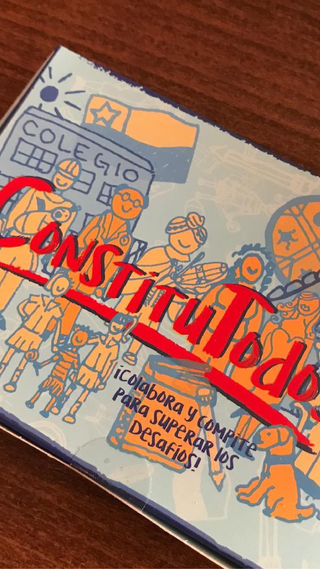 COLEGIO
CONSTITUTodos
¡Colabora y compite
para superar los
desafíos!